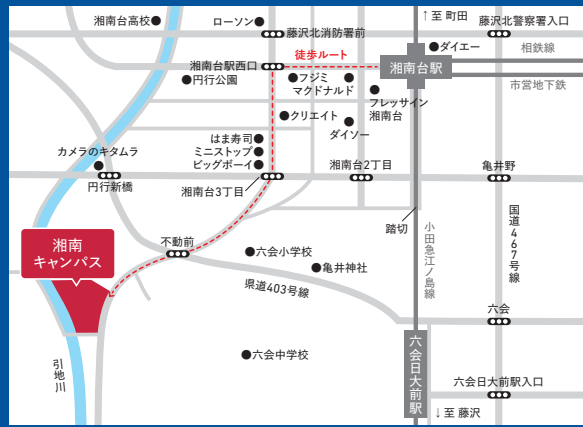 ↑至 町田
湘南台高校
ローソン
藤沢北消防署前
藤沢北警察署入口
徒歩ルート
ダイエー
相鉄線
湘南台駅西口
湘南台駅
円行公園
フジミ
マクドナルド
市営地下鉄
フレッサイン
湘南台
クリエイト
ダイソー
はま寿司
ミニストップ
ビッグボーイ
カメラのキタムラ
円行新橋
湘南台3丁目
湘南台2丁目
亀井野
踏切
小田急江ノ島線
国道467号線
湘南
キャンパス
不動前
六会小学校
亀井神社
県道403号線
六会
六会中学校
引地川
六会日大前駅
六会日大前駅入口
↓至 藤沢